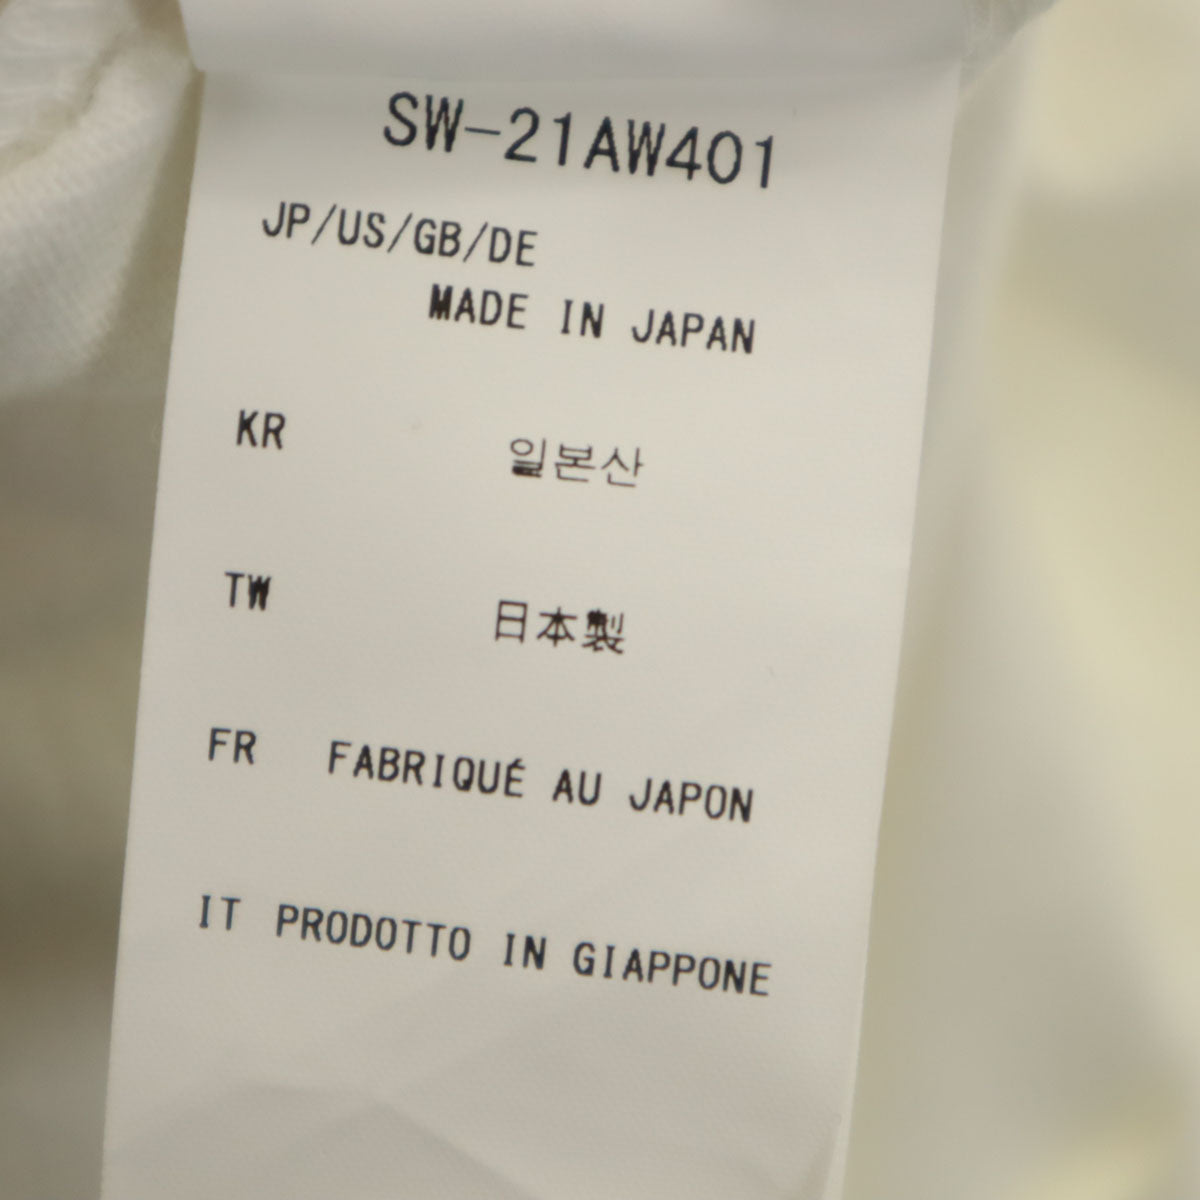 SW-21AW401
JP/US/GB/DE
MADE IN JAPAN
KR 일본산
TW 日本製
FR FABRIQUÉ AU JAPON
IT PRODOTTO IN GIAPPONE